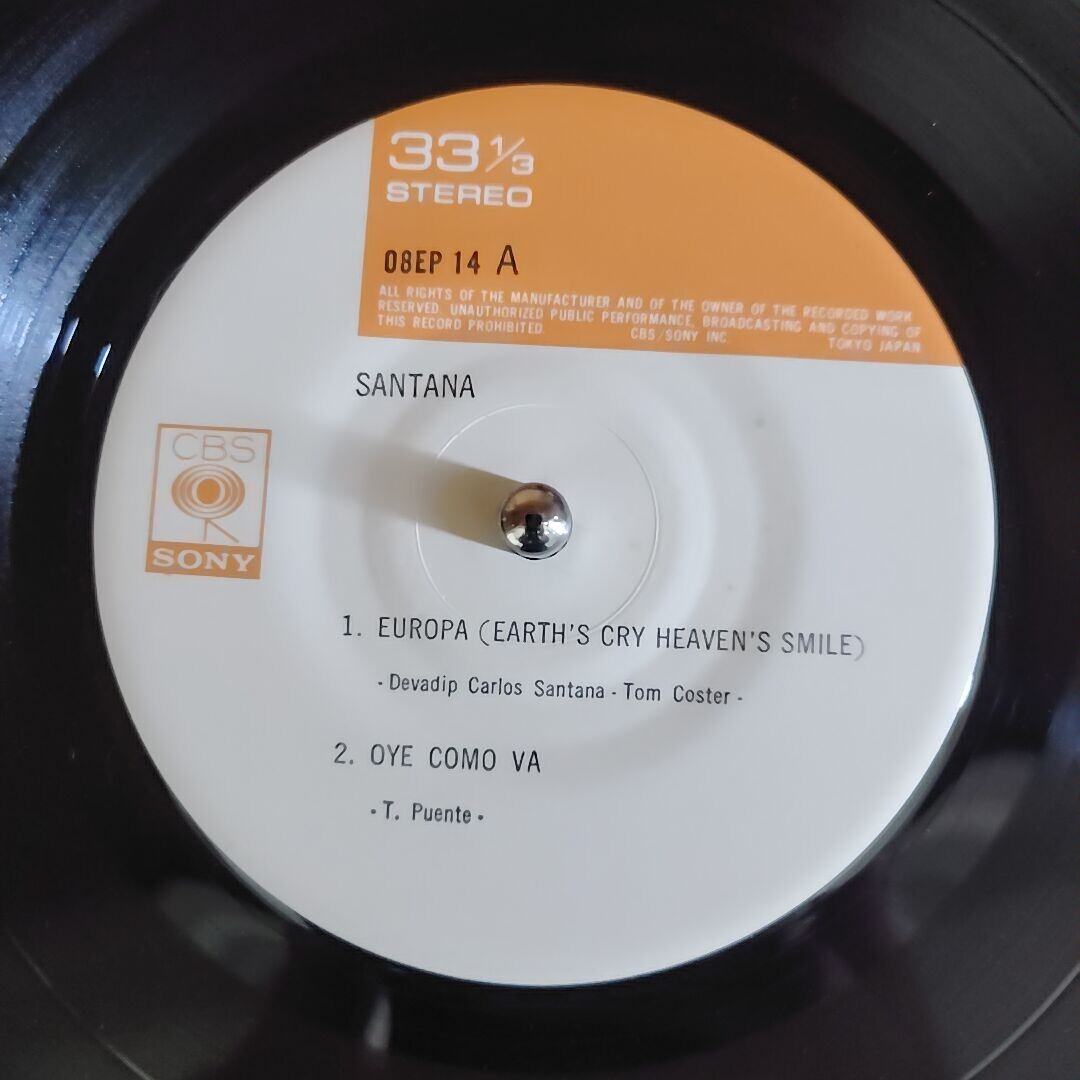 33 1/3
STEREO
08EP 14 A
ALL RIGHTS OF THE MANUFACTURER AND OF THE OWNER OF THE RECORDED WORK
RESERVED. UNAUTHORIZED PUBLIC PERFORMANCE, BROADCASTING AND COPYING OF
THIS RECORD PROHIBITED. CBS/SONY INC. TOKYO JAPAN
SANTANA
CBS
SONY
1. EUROPA (EARTH'S CRY HEAVEN'S SMILE)
- Devadip Carlos Santana - Tom Coster -
2. OYE COMO VA
- T. Puente -